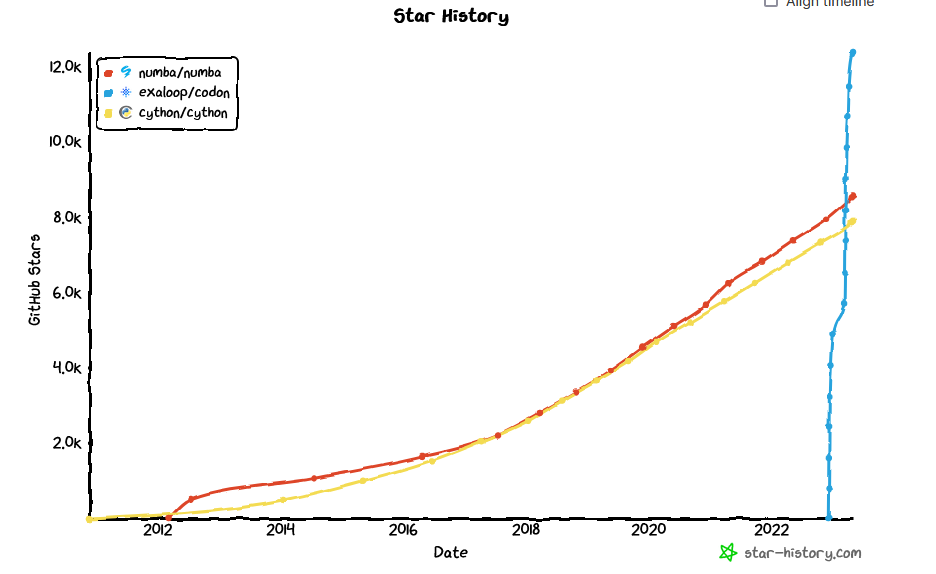 Align timeline
Star History
numba/numba
exaloop/codon
cython/cython
12.0k
10.0k
8.0k
6.0k
4.0k
2.0k
GitHub Stars
2012 2014 2016 2018 2020 2022
Date
star-history.com